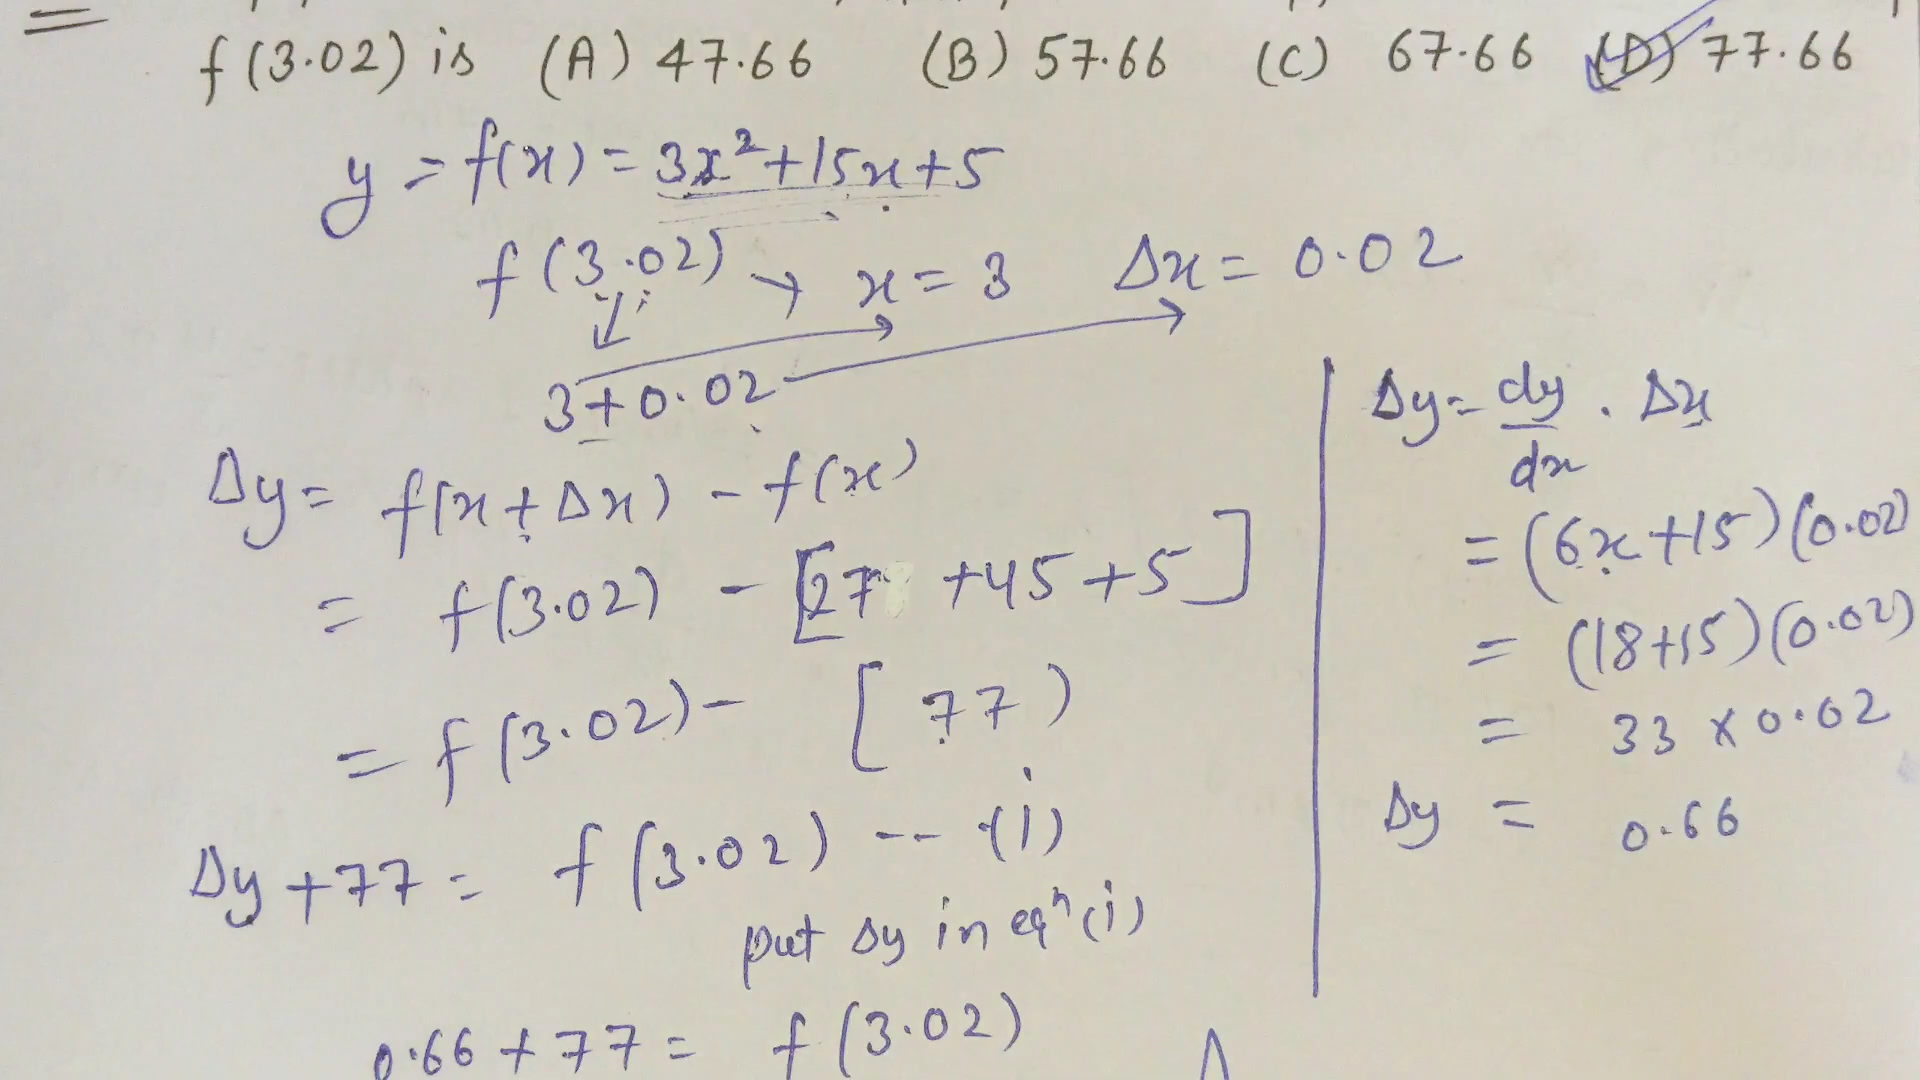 f(3.02) is (A) 47.66 (B) 57.66 (C) 67.66 (D) 77.66
y = f(x) = 3x²+15x+5
f(3.02) → x = 3 Δx = 0.02
3+0.02
Δy = f(x+Δx) - f(x)
= f(3.02) - [27 +45+5]
= f(3.02) - [77)
Δy+77 = f(3.02) -- (i)
put Δy in eqⁿ(i)
0.66+77 = f(3.02)
Δy = dy/dx . Δx
= (6x+15)(0.02)
= (18+15)(0.02)
= 33 x 0.02
Δy = 0.66